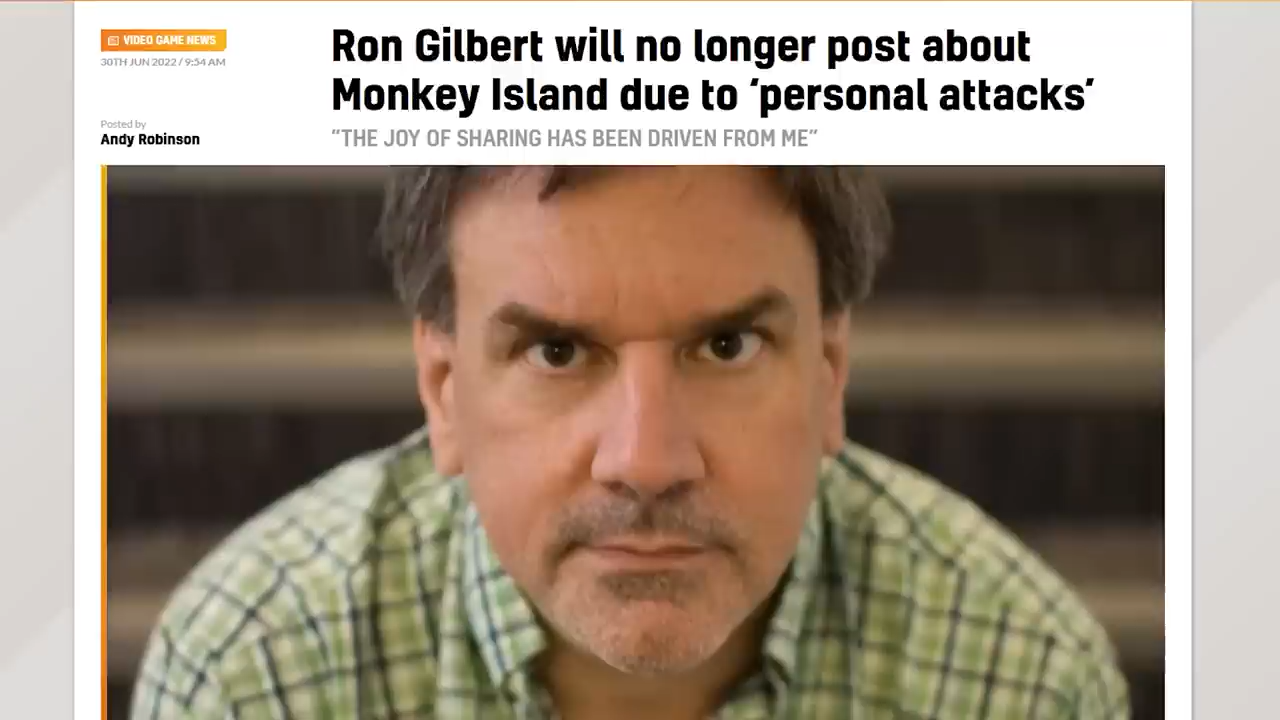 VIDEO GAME NEWS
30TH JUN 2022 / 9:34 AM
Posted by
Andy Robinson
Ron Gilbert will no longer post about
Monkey Island due to ‘personal attacks’
“THE JOY OF SHARING HAS BEEN DRIVEN FROM ME”